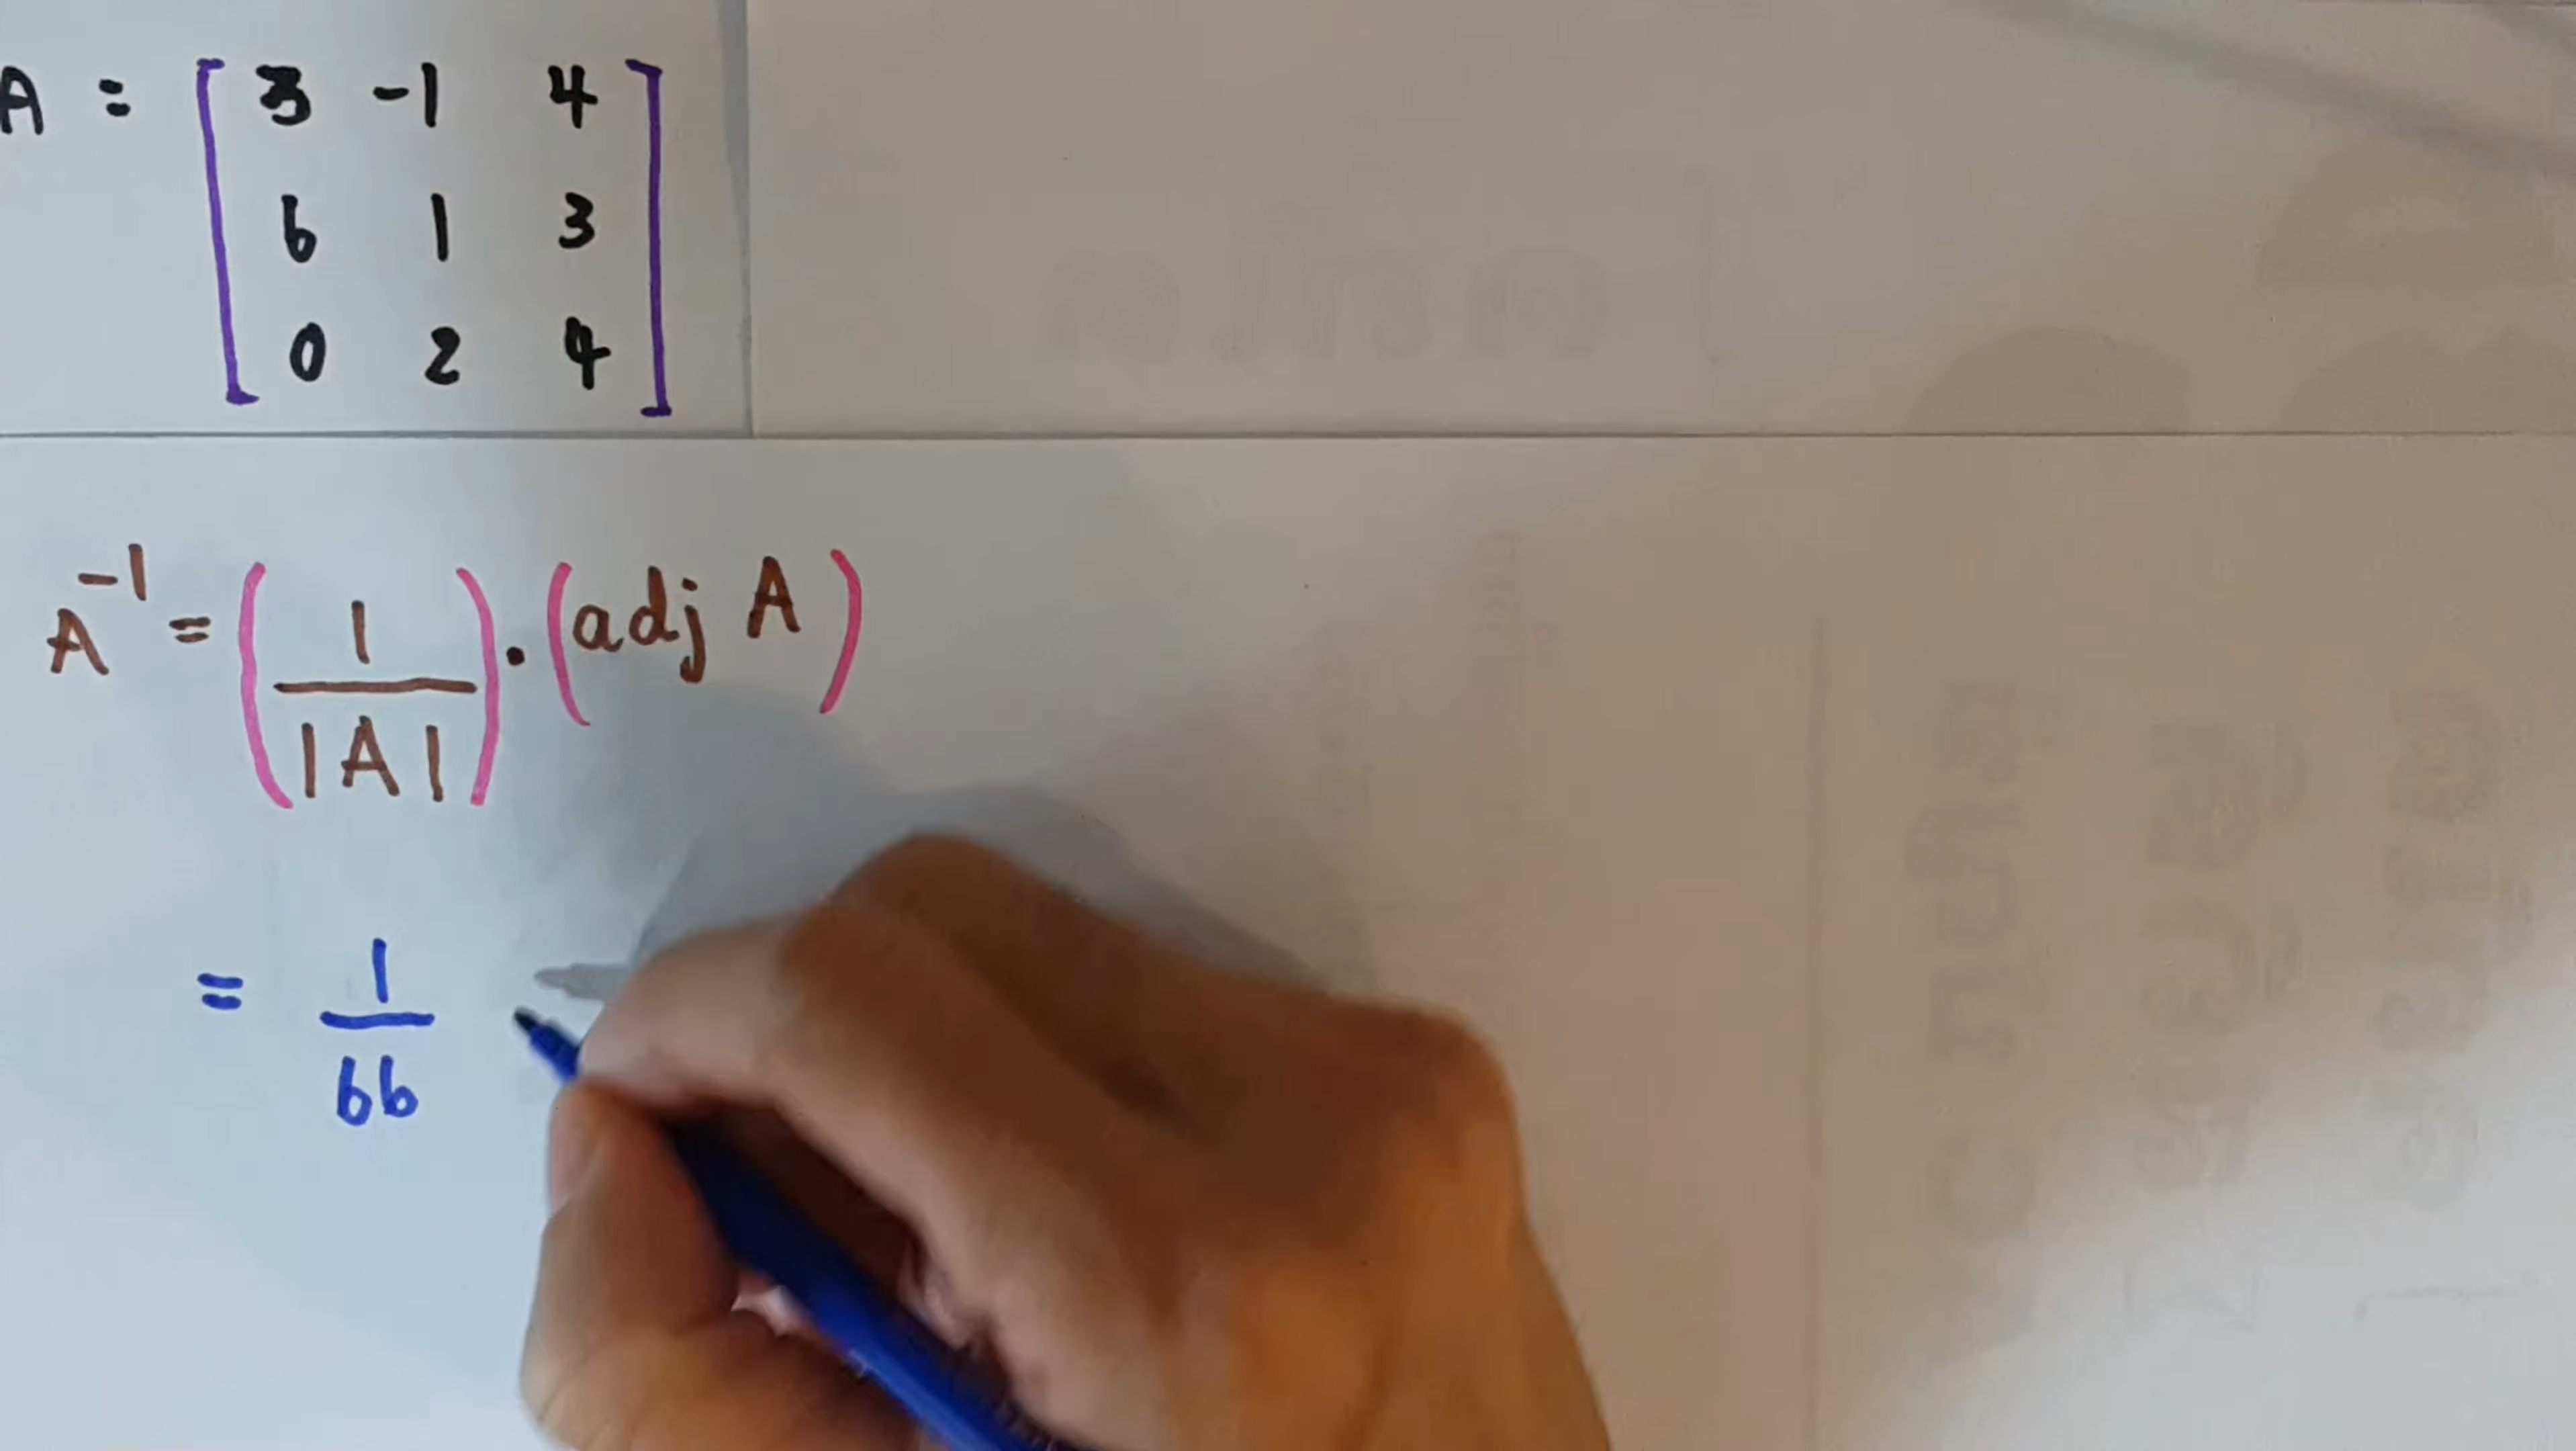 A = [ 3 -1 4
6 1 3
0 2 4 ]
A⁻¹ = (1/|A|) · (adj A)
= 1/66